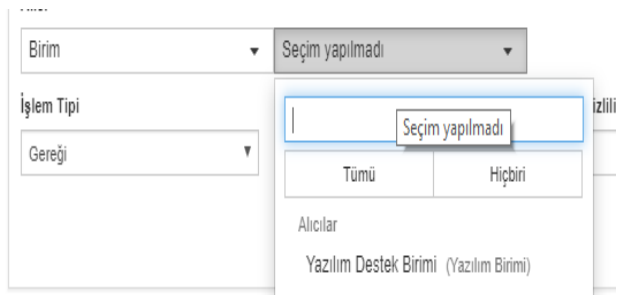 Birim
Seçim yapılmadı
İşlem Tipi
Gereği
Seçim yapılmadı
Tümü
Hiçbiri
Alıcılar
Yazılım Destek Birimi (Yazılım Birimi)